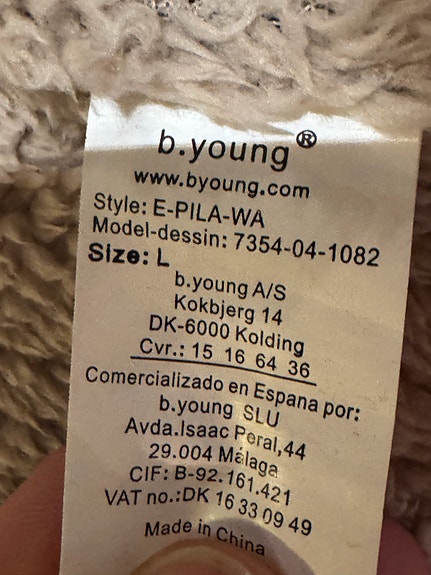 b.young®
www.byoung.com
Style: E-PILA-WA
Model-dessin: 7354-04-1082
Size: L
b.young A/S
Kokbjerg 14
DK-6000 Kolding
Cvr.: 15 16 64 36
Comercializado en Espana por:
b.young SLU
Avda.Isaac Peral,44
29.004 Málaga
CIF: B-92.161.421
VAT no.:DK 16 33 09 49
Made in China